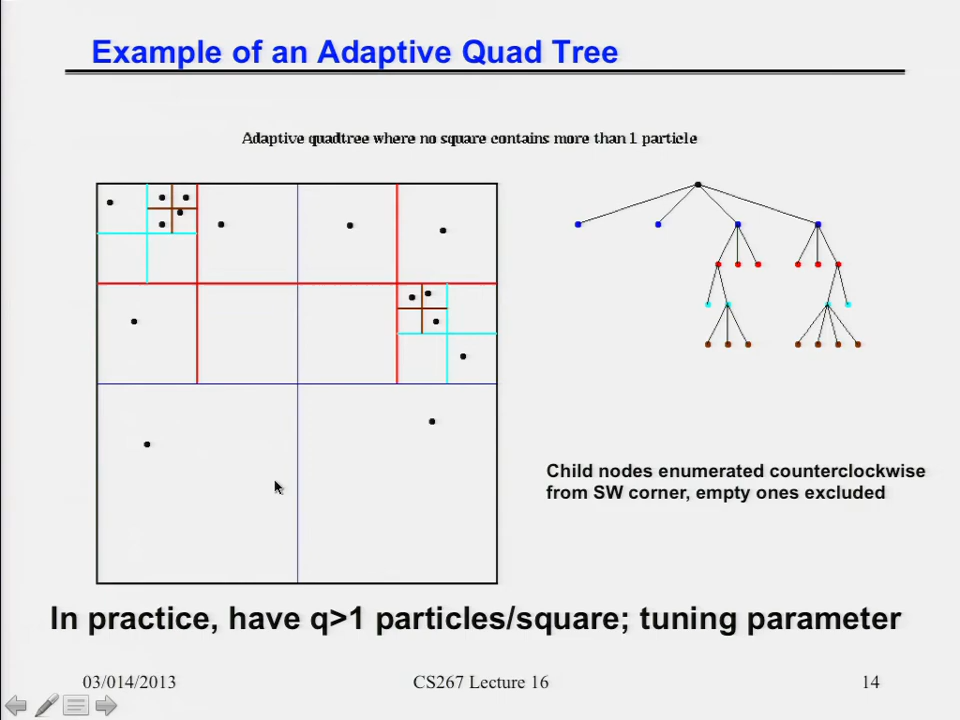 Example of an Adaptive Quad Tree
Adaptive quadtree where no square contains more than 1 particle
Child nodes enumerated counterclockwise
from SW corner, empty ones excluded
In practice, have q>1 particles/square; tuning parameter
03/014/2013
CS267 Lecture 16
14